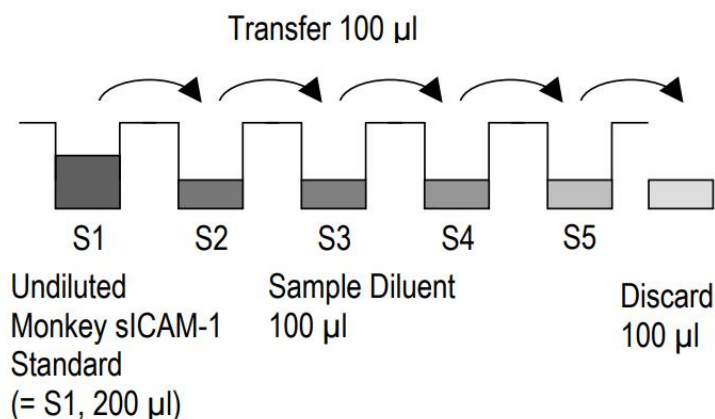 Transfer 100 µl
S1 S2 S3 S4 S5
Undiluted
Monkey sICAM-1
Standard
(= S1, 200 µl)
Sample Diluent
100 µl
Discard
100 µl